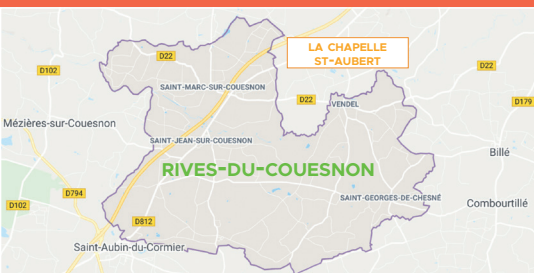 LA CHAPELLE
ST-AUBERT
D22
D102
D22
SAINT-MARC-SUR-COUESNON
D22
VENDEL
D179
Mézières-sur-Couesnon
SAINT-JEAN-SUR-COUESNON
Billé
RIVES-DU-COUESNON
D794
SAINT-GEORGES-DE-CHESNÉ
D102
Combourtillé
D812
Saint-Aubin-du-Cormier